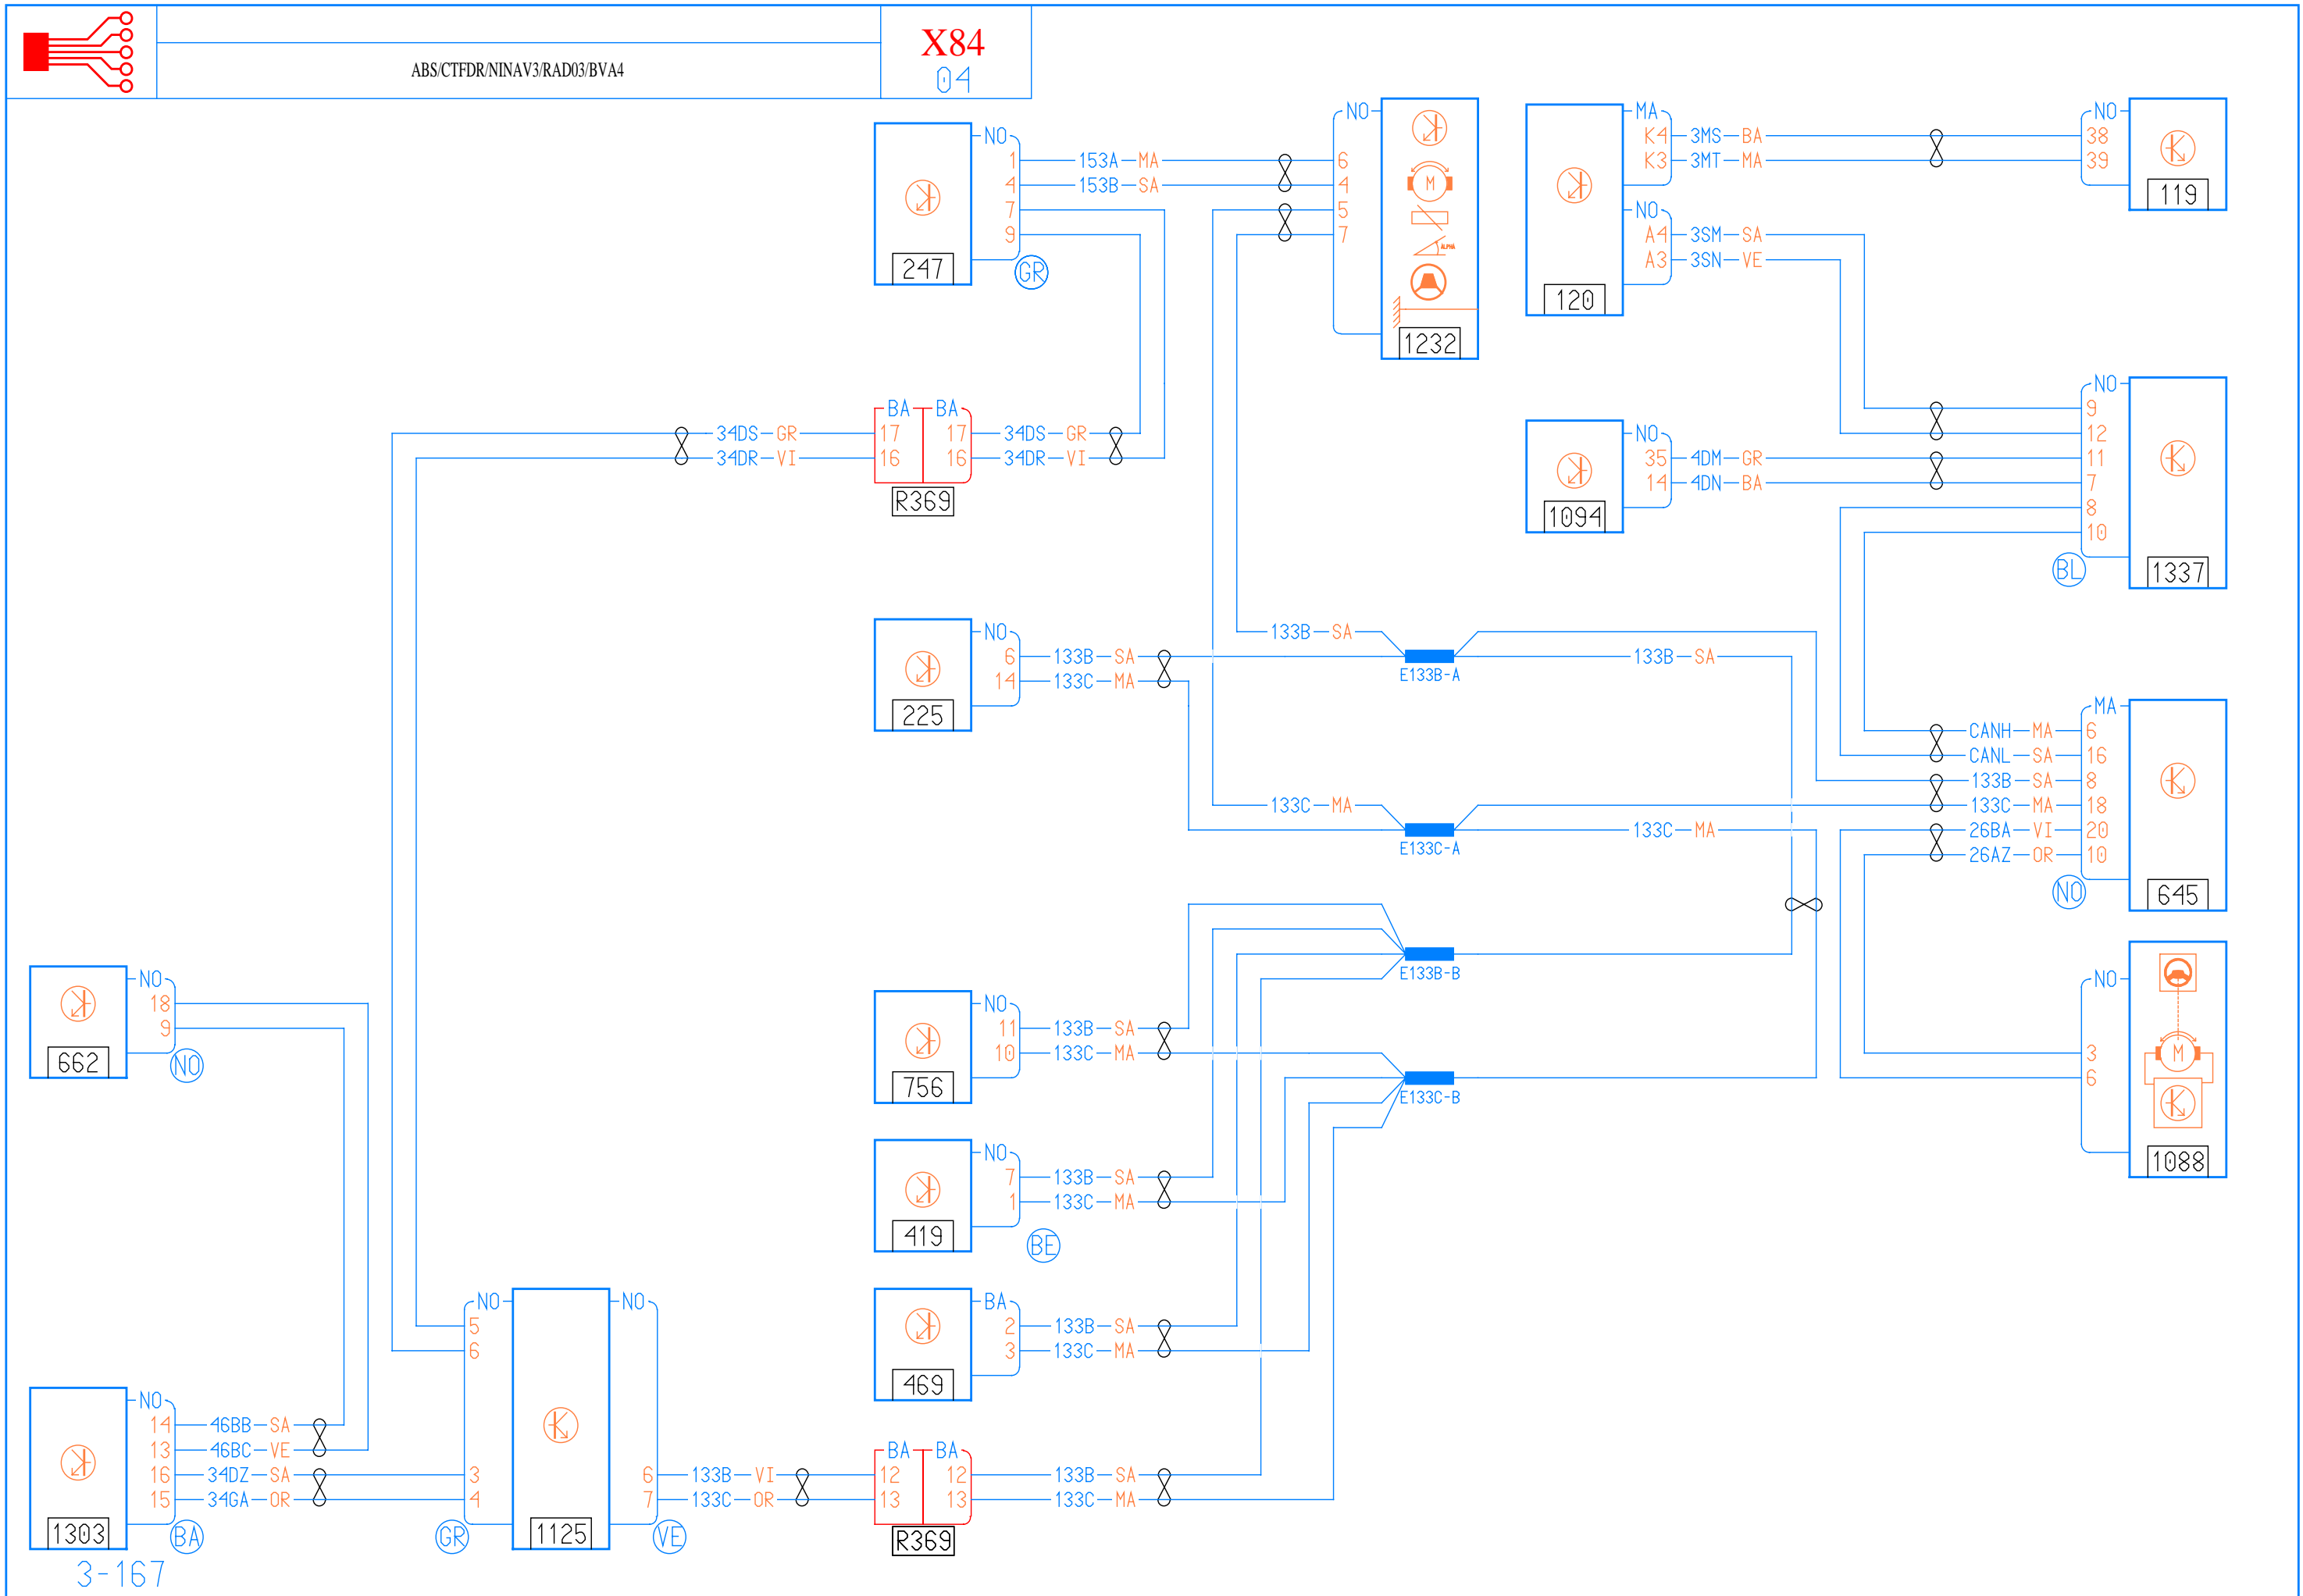 X84
ABS/CTFDR/NINAV3/RAD03/BVA4
04
NO
1 153A MA
4 153B SA
7
9
247
GR
NO
6
4
5
7
M
ALPHA
1232
MA
K4 3MS BA
K3 3MT MA
NO
A4 3SM SA
A3 3SN VE
120
NO
38
39
119
34DS GR
34DR VI
BA BA
17 17
16 16
34DS GR
34DR VI
R369
NO
35 4DM GR
14 4DN BA
1094
NO
9
12
11
7
8
10
BL
1337
NO
6 133B SA
14 133C MA
225
133B SA
E133B-A
133B SA
133C MA
E133C-A
133C MA
MA
CANH MA 6
CANL SA 16
133B SA 8
133C MA 18
26BA VI 20
26AZ OR 10
NO
645
E133B-B
E133C-B
NO
18
9
662
NO
NO
11 133B SA
10 133C MA
756
NO
3
6
M
1088
NO
7 133B SA
1 133C MA
419
BE
NO
5
6
3
4
GR
1125
NO
6 133B VI
7 133C OR
VE
BA
2 133B SA
3 133C MA
469
NO
14 46BB SA
13 46BC VE
16 34DZ SA
15 34GA OR
1303
BA
BA BA
12 12 133B SA
13 13 133C MA
R369
3-167